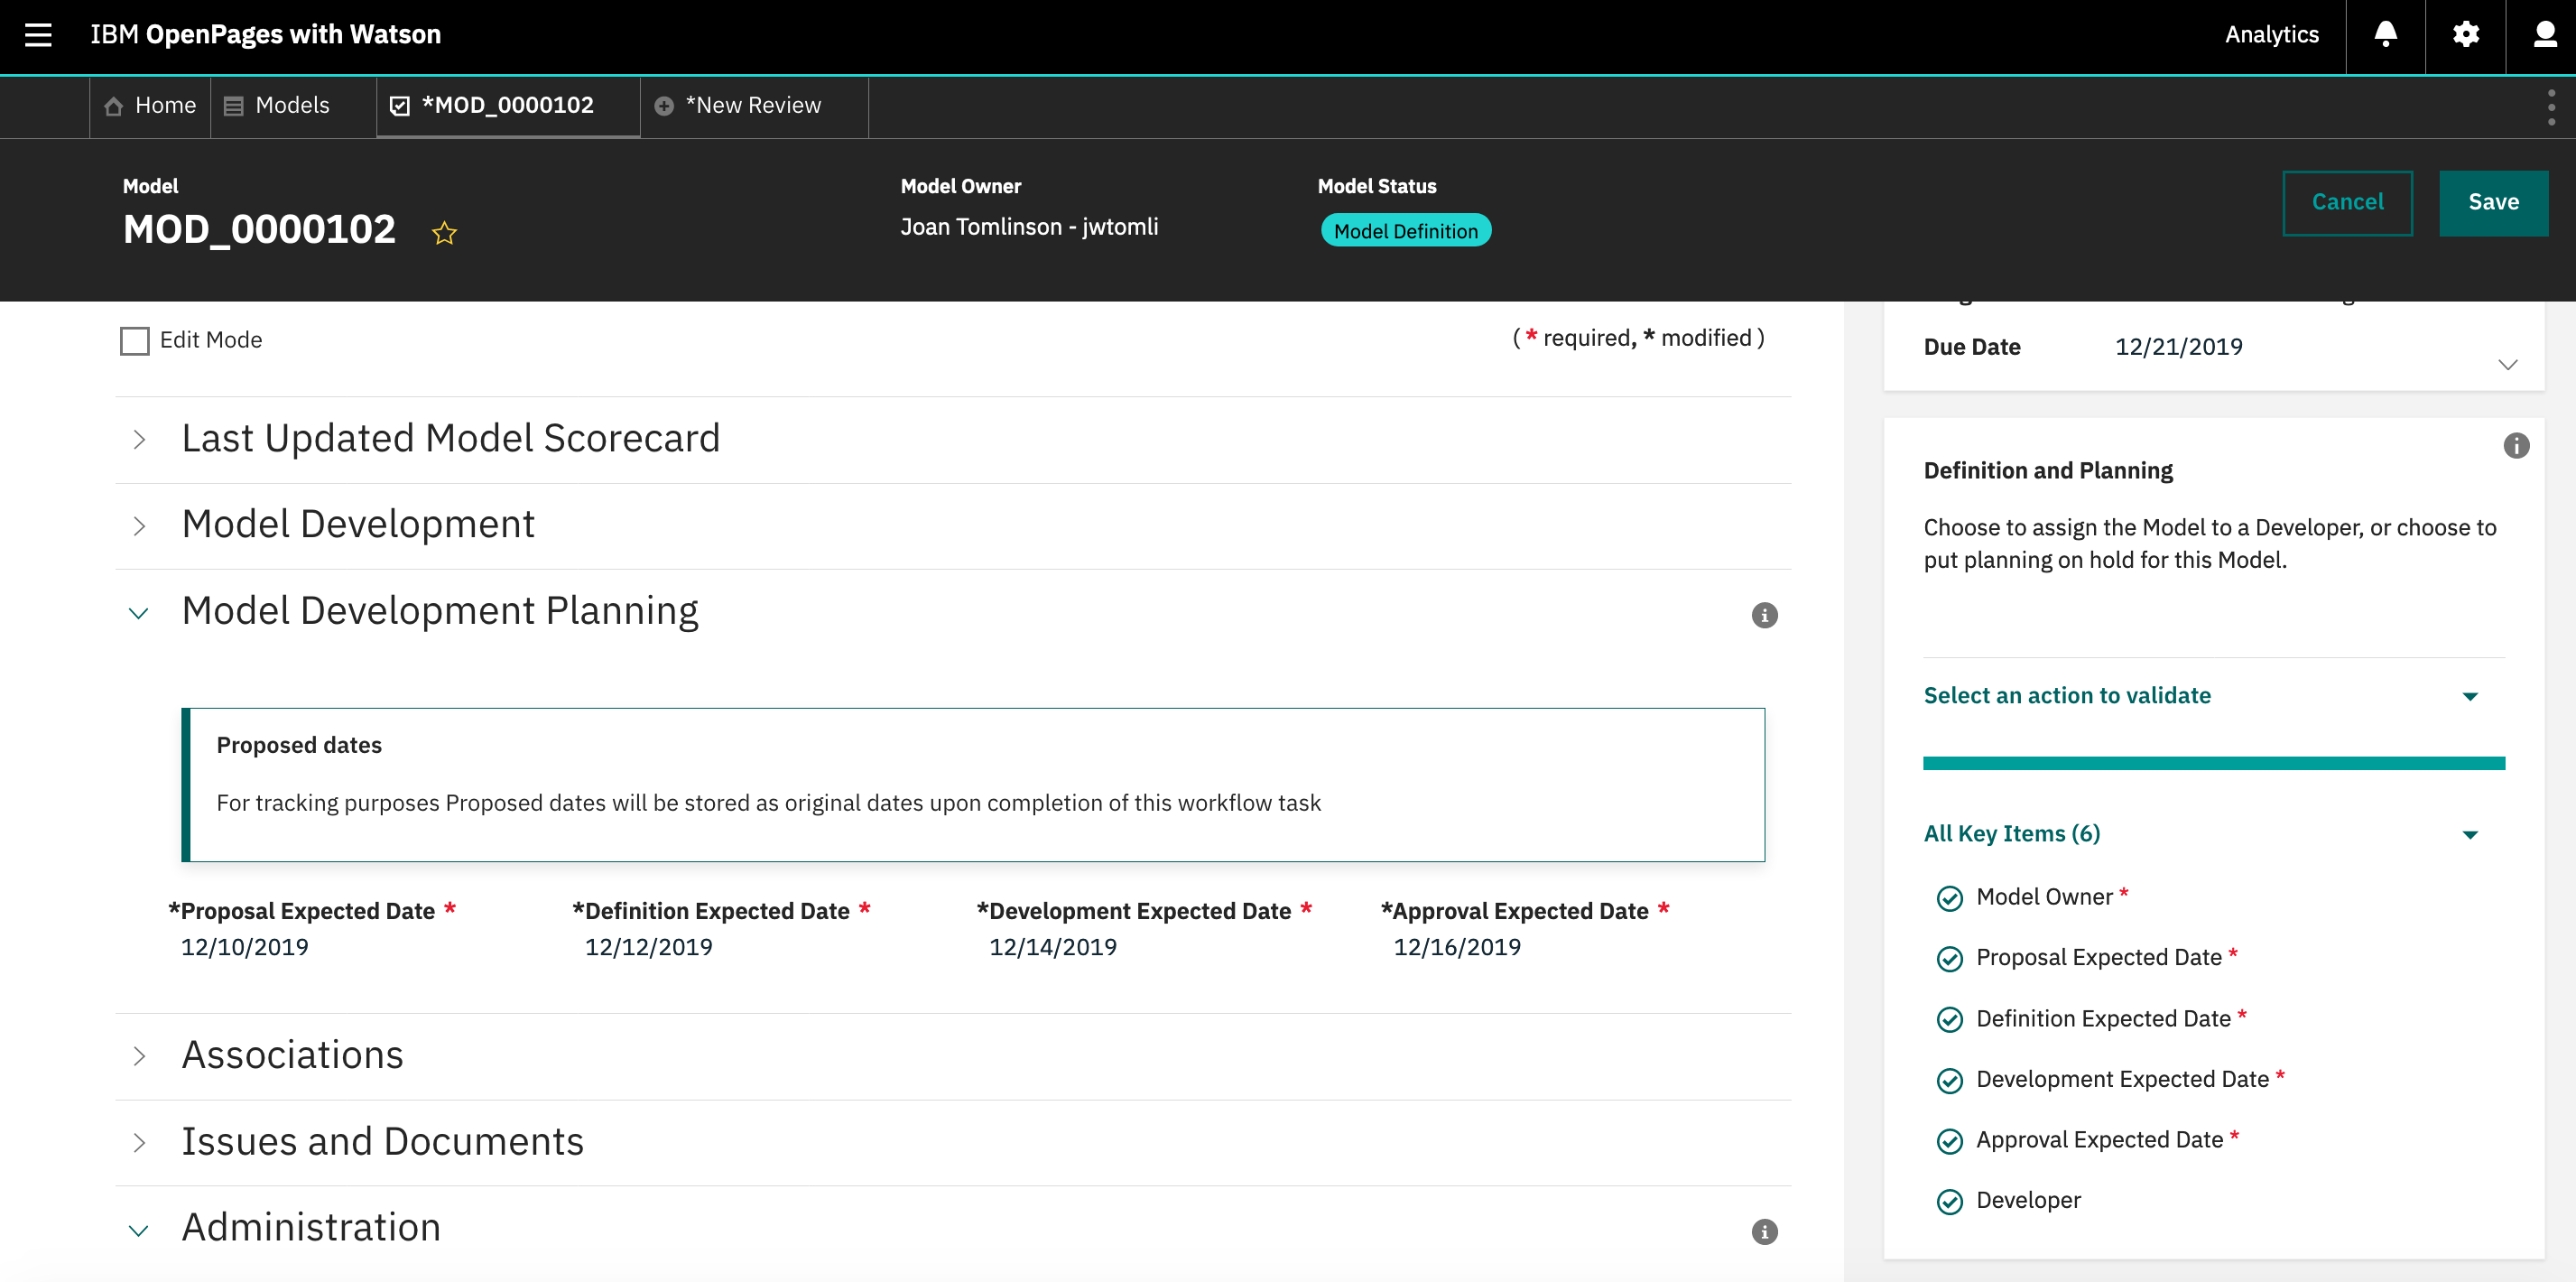 IBM OpenPages with Watson
Analytics
Home
Models
*MOD_0000102
*New Review
Model
MOD_0000102
Model Owner
Joan Tomlinson - jwtomli
Model Status
Model Definition
Cancel
Save
Edit Mode
( * required, * modified )
Last Updated Model Scorecard
Model Development
Model Development Planning
Proposed dates
For tracking purposes Proposed dates will be stored as original dates upon completion of this workflow task
*Proposal Expected Date *
12/10/2019
*Definition Expected Date *
12/12/2019
*Development Expected Date *
12/14/2019
*Approval Expected Date *
12/16/2019
Associations
Issues and Documents
Administration
Due Date
12/21/2019
Definition and Planning
Choose to assign the Model to a Developer, or choose to
put planning on hold for this Model.
Select an action to validate
All Key Items (6)
Model Owner *
Proposal Expected Date *
Definition Expected Date *
Development Expected Date *
Approval Expected Date *
Developer